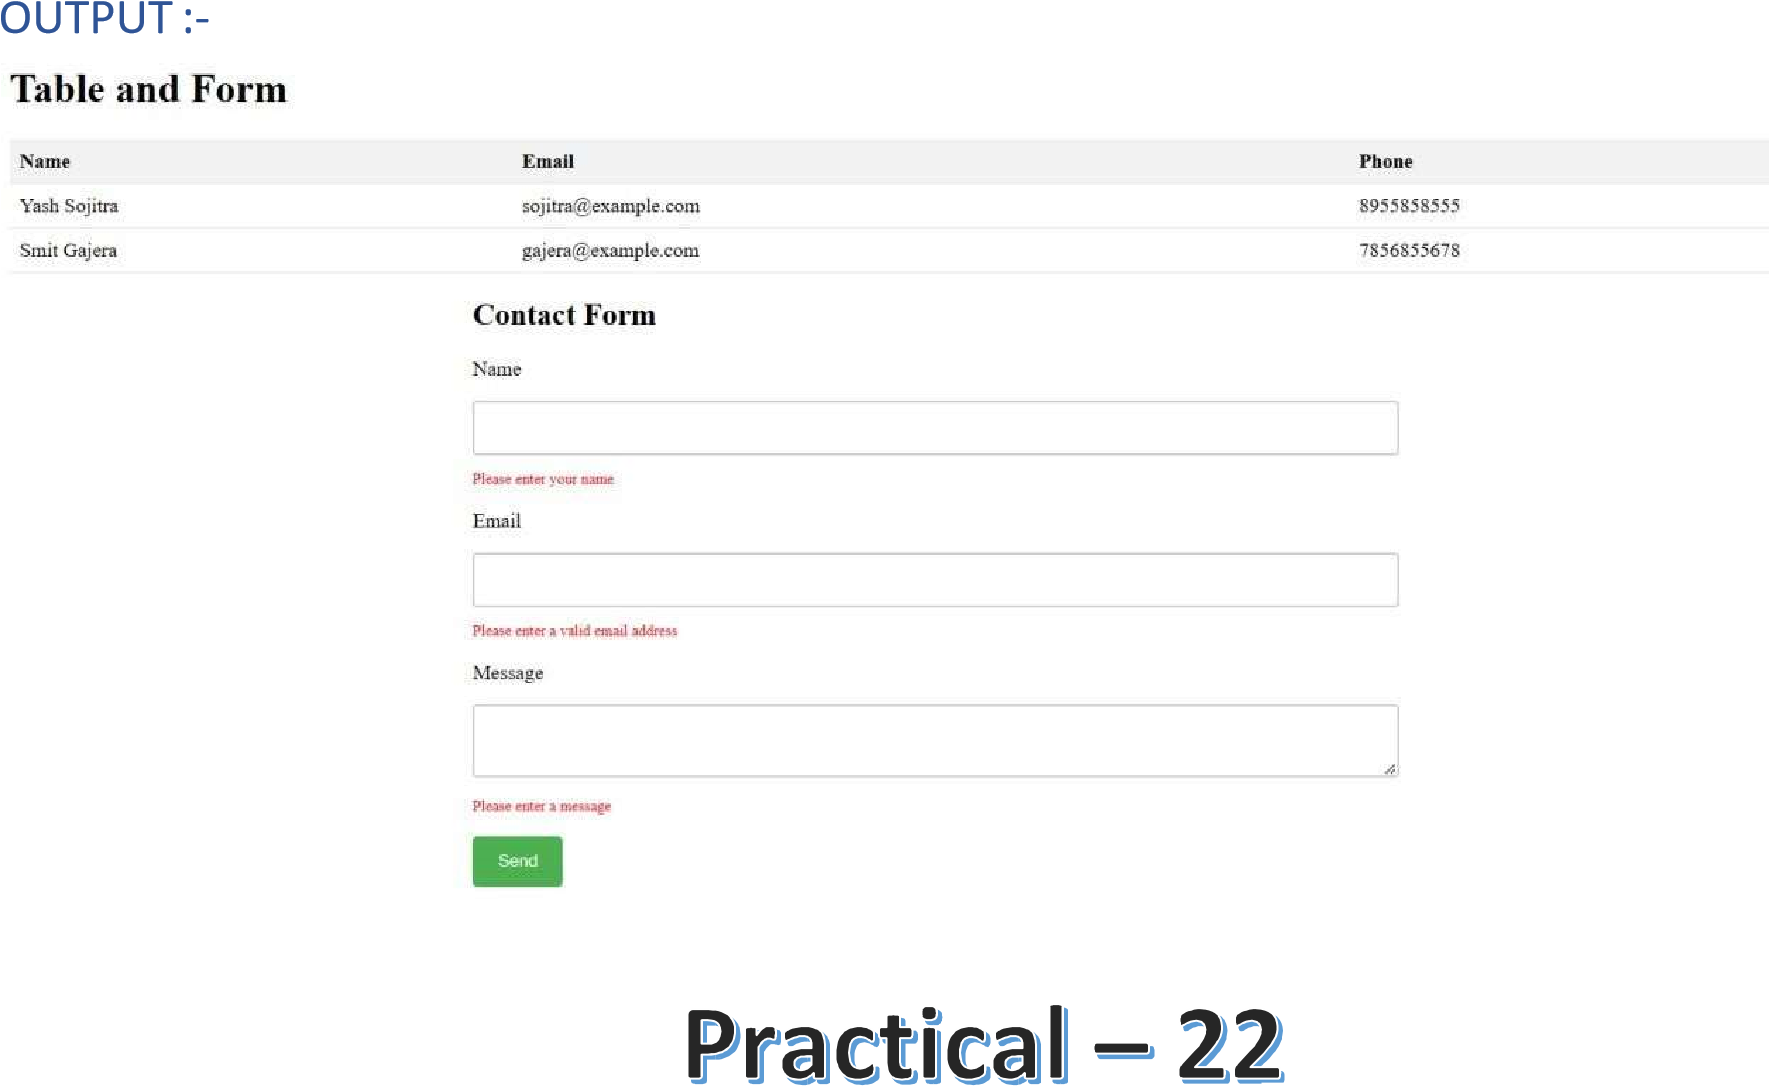 OUTPUT :-
Table and Form
Name Email Phone
Yash Sojitra sojitra@example.com 8955858555
Smit Gajera gajera@example.com 7856855678
Contact Form
Name
Please enter your name
Email
Please enter a valid email address
Message
Please enter a message
Send
Practical – 22